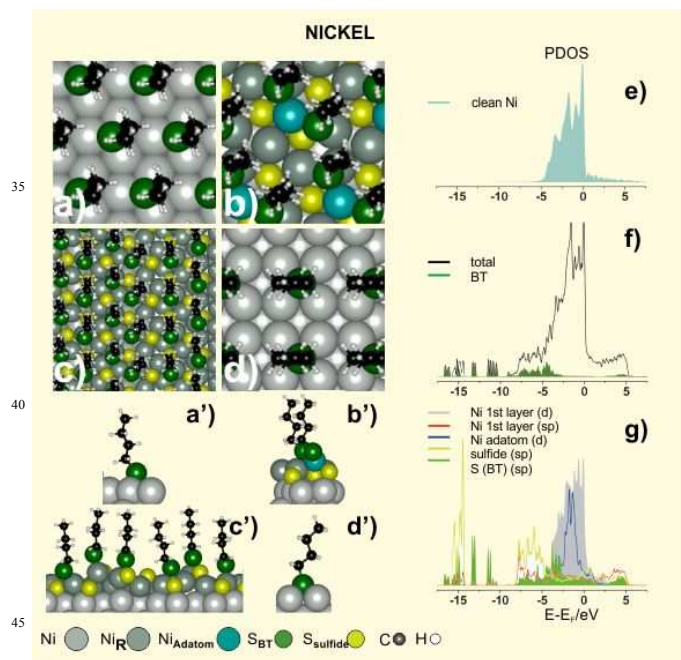 NICKEL
PDOS
a)
b)
c)
d)
a')
b')
c')
d')
e)
clean Ni
-15 -10 -5 0 5
f)
total
BT
-15 -10 -5 0 5
g)
Ni 1st layer (d)
Ni 1st layer (sp)
Ni adatom (d)
sulfide (sp)
S (BT) (sp)
-15 -10 -5 0 5
E-EF/eV
Ni NiR NiAdatom SBT Ssulfide C H
35
40
45